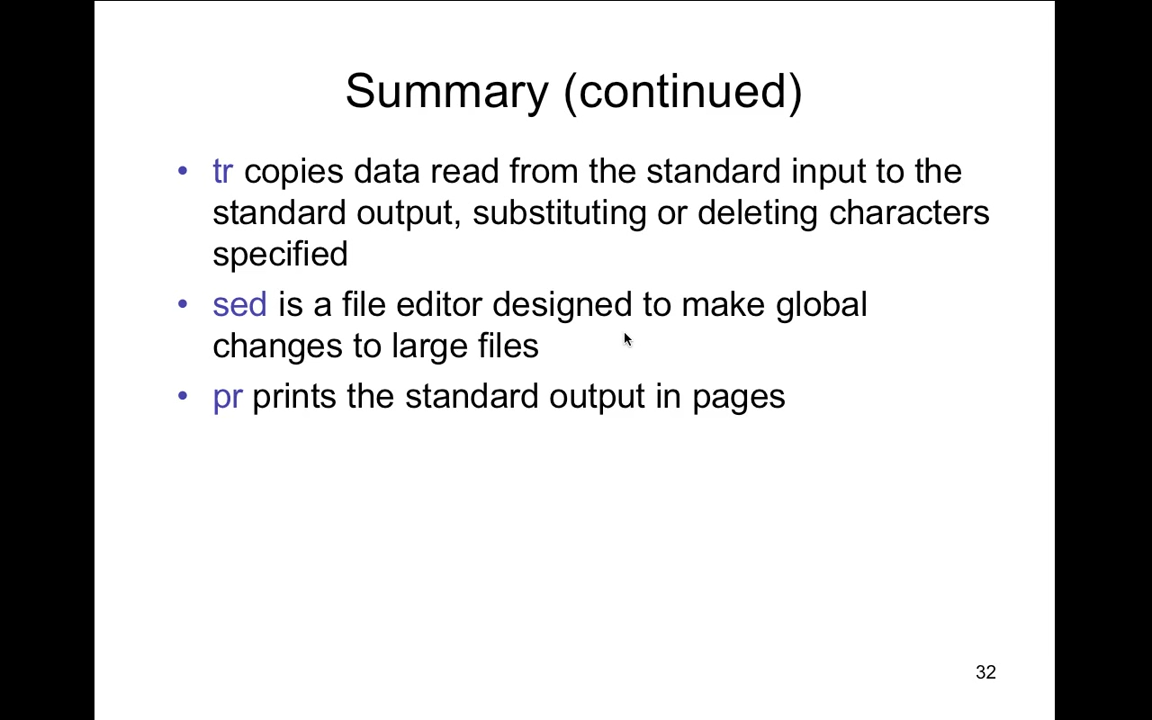 Summary (continued)
• tr copies data read from the standard input to the
standard output, substituting or deleting characters
specified
• sed is a file editor designed to make global
changes to large files
• pr prints the standard output in pages
32